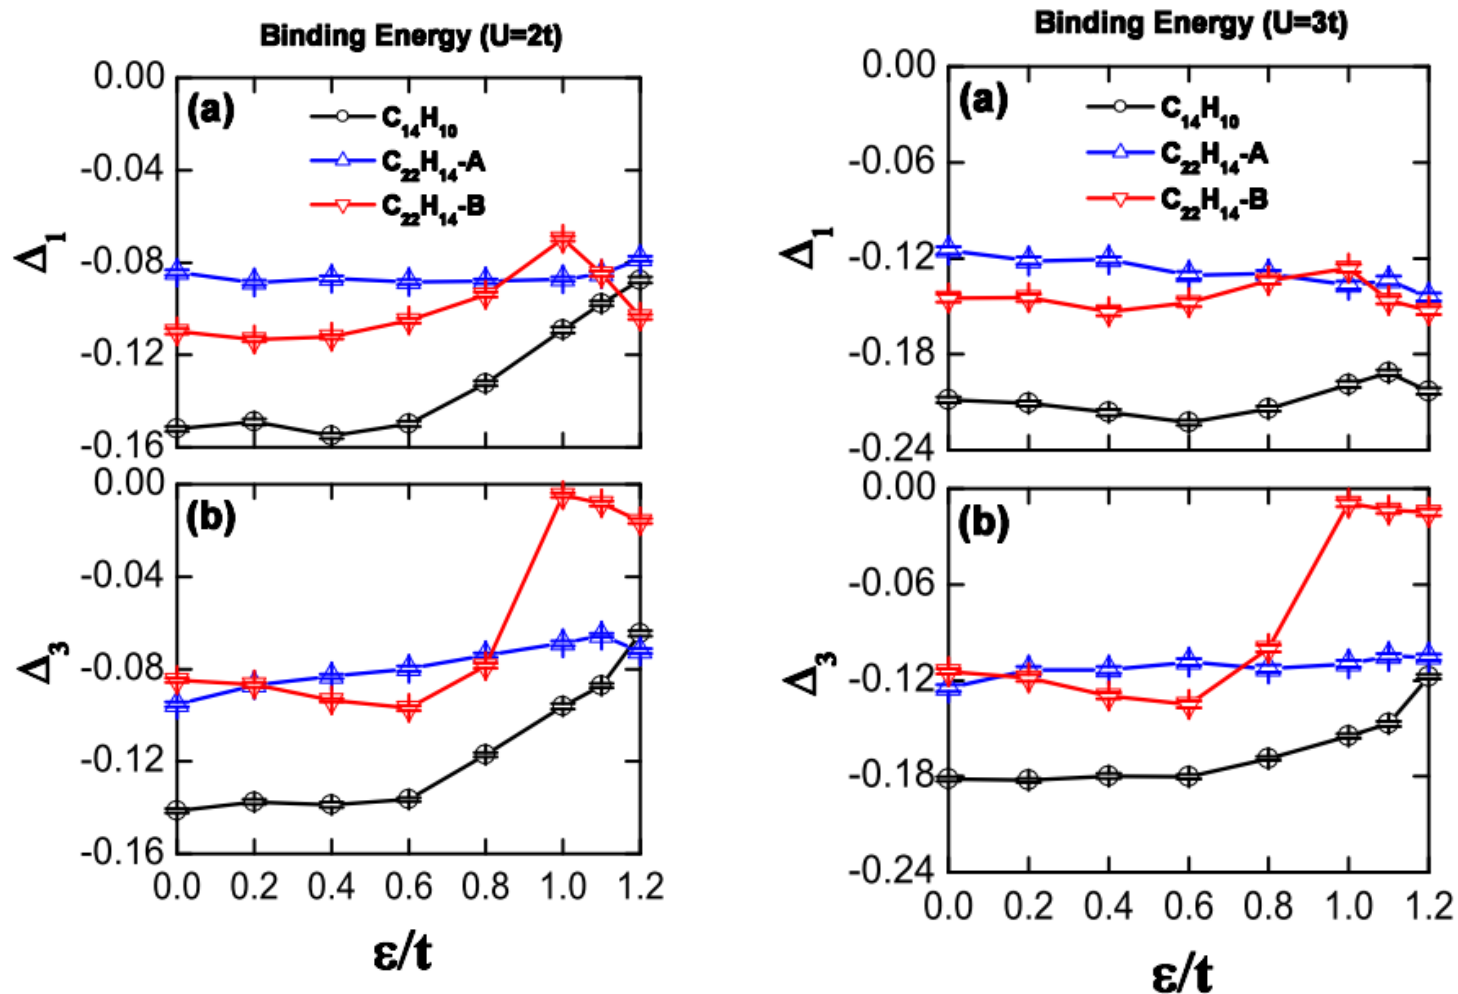 Binding Energy (U=2t)
0.00
(a)
C₁₄H₁₀
C₂₂H₁₄-A
C₂₂H₁₄-B
-0.04
-0.08
-0.12
-0.16
Δ₁
0.00
(b)
-0.04
-0.08
-0.12
-0.16
Δ₃
0.0 0.2 0.4 0.6 0.8 1.0 1.2
ε/t
Binding Energy (U=3t)
0.00
(a)
C₁₄H₁₀
C₂₂H₁₄-A
C₂₂H₁₄-B
-0.06
-0.12
-0.18
-0.24
Δ₁
0.00
(b)
-0.06
-0.12
-0.18
-0.24
Δ₃
0.0 0.2 0.4 0.6 0.8 1.0 1.2
ε/t